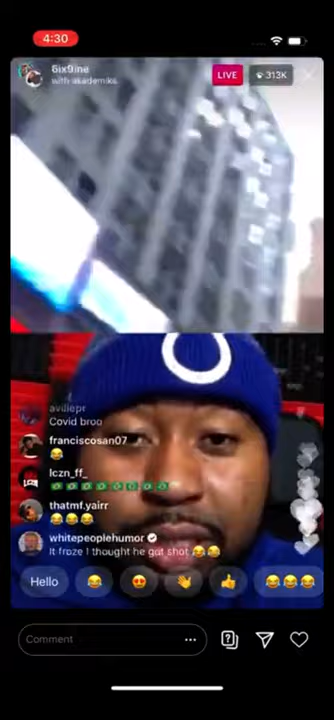 4:30
6ix9ine
with akademiks
LIVE
313K
avillepr
Covid broo
franciscosan07
lczn_ff_
thatmf.yairr
whitepeoplehumor
It froze I thought he got shot
Hello
Comment